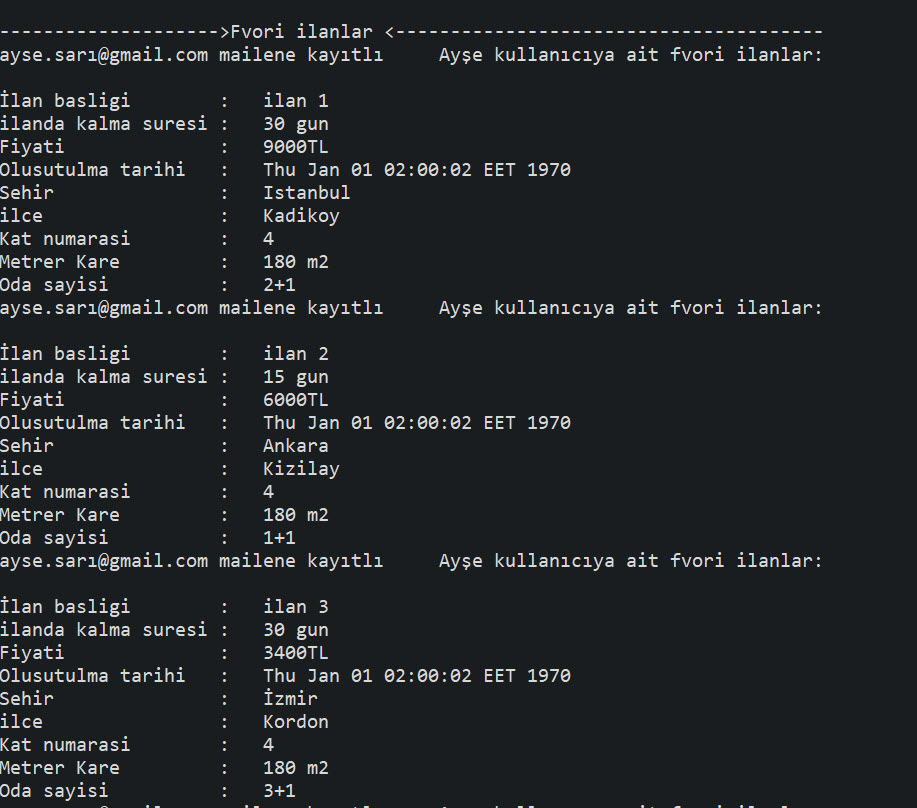 -------------------->Fvori ilanlar <---------------------------------------
ayse.sarı@gmail.com mailene kayıtlı     Ayşe kullanıcıya ait fvori ilanlar:
İlan basligi        :   ilan 1
ilanda kalma suresi :   30 gun
Fiyati              :   9000TL
Olusutulma tarihi   :   Thu Jan 01 02:00:02 EET 1970
Sehir               :   Istanbul
ilce                :   Kadikoy
Kat numarasi        :   4
Metrer Kare         :   180 m2
Oda sayisi          :   2+1
ayse.sarı@gmail.com mailene kayıtlı     Ayşe kullanıcıya ait fvori ilanlar:
İlan basligi        :   ilan 2
ilanda kalma suresi :   15 gun
Fiyati              :   6000TL
Olusutulma tarihi   :   Thu Jan 01 02:00:02 EET 1970
Sehir               :   Ankara
ilce                :   Kizilay
Kat numarasi        :   4
Metrer Kare         :   180 m2
Oda sayisi          :   1+1
ayse.sarı@gmail.com mailene kayıtlı     Ayşe kullanıcıya ait fvori ilanlar:
İlan basligi        :   ilan 3
ilanda kalma suresi :   30 gun
Fiyati              :   3400TL
Olusutulma tarihi   :   Thu Jan 01 02:00:02 EET 1970
Sehir               :   İzmir
ilce                :   Kordon
Kat numarasi        :   4
Metrer Kare         :   180 m2
Oda sayisi          :   3+1